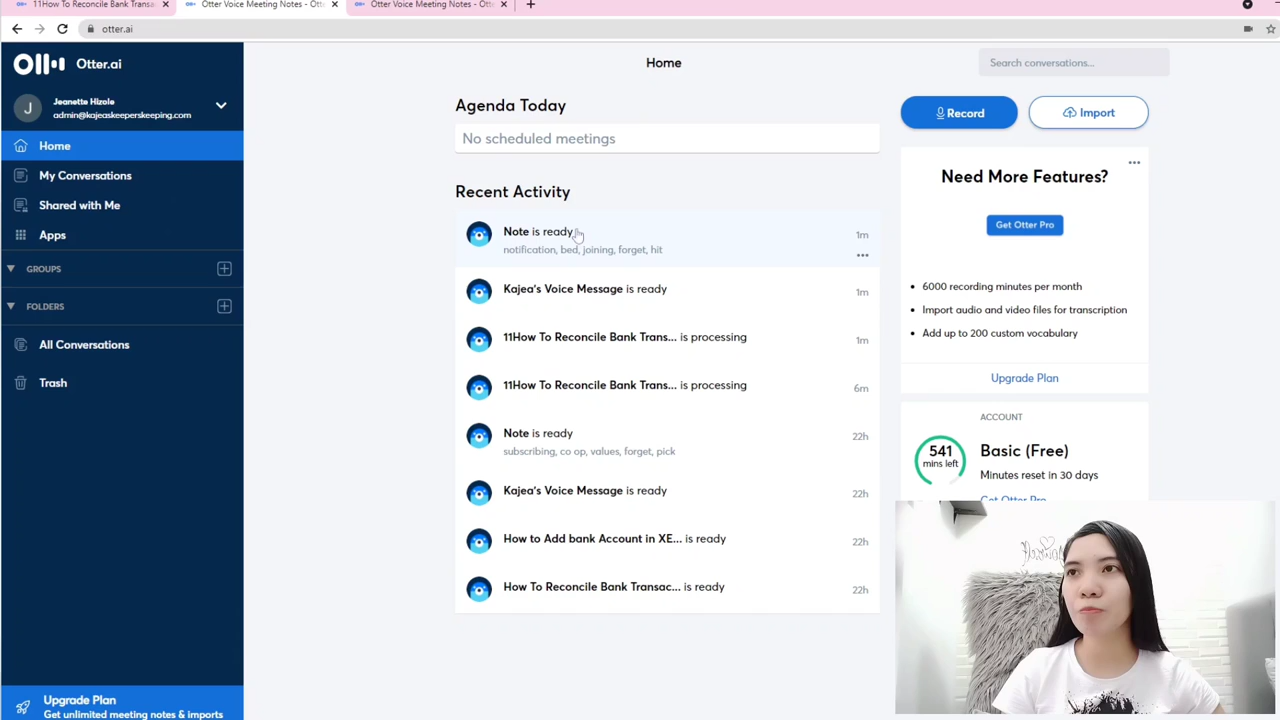 11How To Reconcile Bank Transa
Otter Voice Meeting Notes - Ott
Otter Voice Meeting Notes - Ott
otter.ai
Otter.ai
J
Jeanette Hizole
admin@kajeaskeeperskeeping.com
Home
My Conversations
Shared with Me
Apps
GROUPS
FOLDERS
All Conversations
Trash
Upgrade Plan
Get unlimited meeting notes & imports
Home
Search conversations...
Agenda Today
No scheduled meetings
Recent Activity
Note is ready
1m
notification, bed, joining, forget, hit
Kajea's Voice Message is ready
1m
11How To Reconcile Bank Trans... is processing
1m
11How To Reconcile Bank Trans... is processing
6m
Note is ready
22h
subscribing, co op, values, forget, pick
Kajea's Voice Message is ready
22h
How to Add bank Account in XE... is ready
22h
How To Reconcile Bank Transac... is ready
22h
Record
Import
Need More Features?
Get Otter Pro
6000 recording minutes per month
Import audio and video files for transcription
Add up to 200 custom vocabulary
Upgrade Plan
ACCOUNT
541
mins left
Basic (Free)
Minutes reset in 30 days
Get Otter Pro